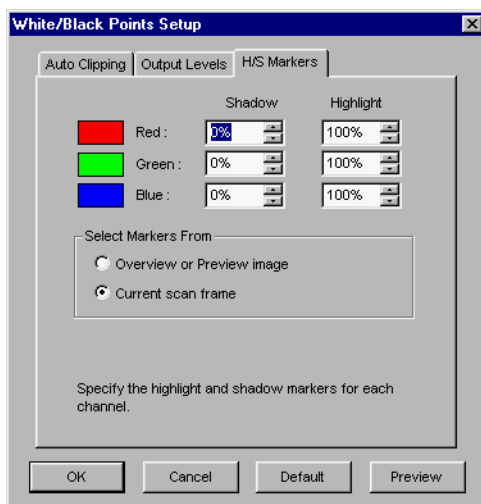 White/Black Points Setup
Auto Clipping Output Levels H/S Markers
Shadow Highlight
Red : 0% 100%
Green : 0% 100%
Blue : 0% 100%
Select Markers From
Overview or Preview image
Current scan frame
Specify the highlight and shadow markers for each
channel.
OK Cancel Default Preview